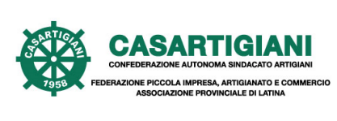 CASARTIGIANI
1958
CASARTIGIANI
CONFEDERAZIONE AUTONOMA SINDACATO ARTIGIANI
FEDERAZIONE PICCOLA IMPRESA, ARTIGIANATO E COMMERCIO
ASSOCIAZIONE PROVINCIALE DI LATINA